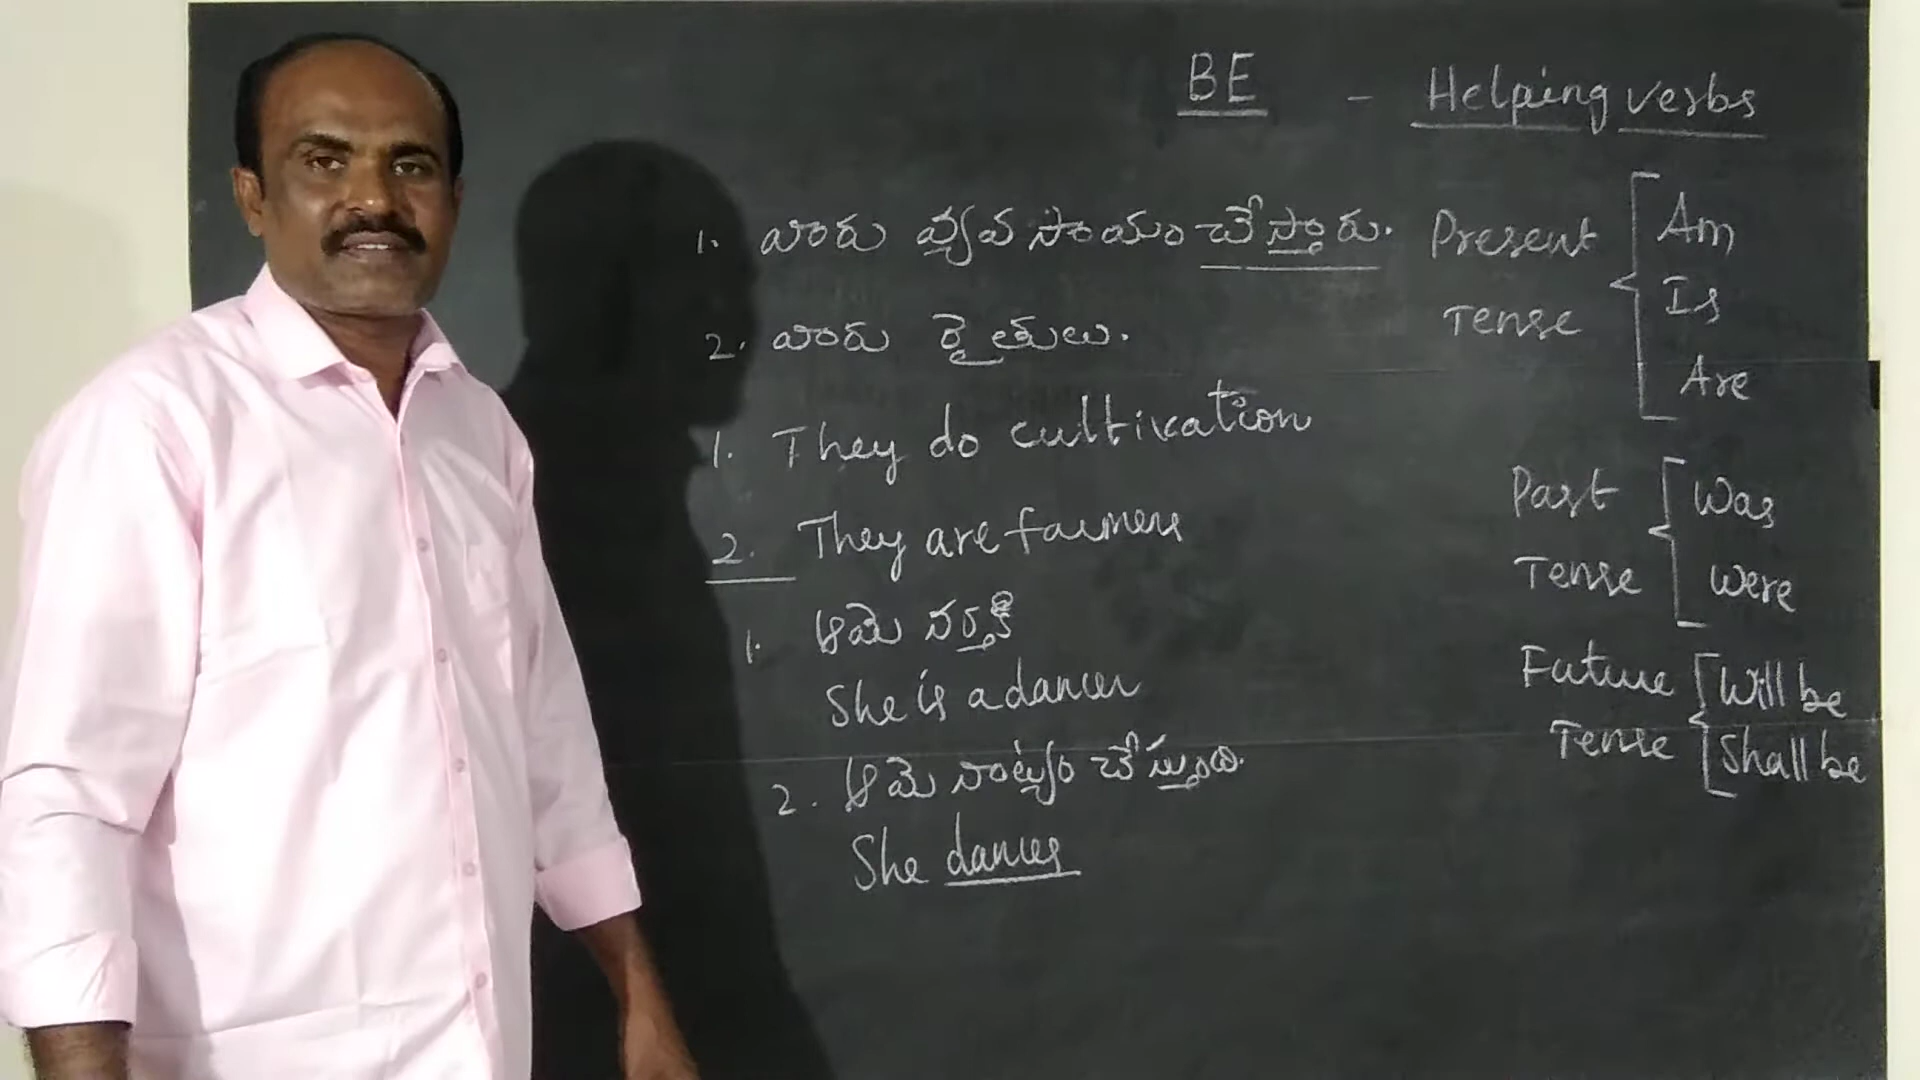 BE - Helping verbs
1. వారు వ్యవసాయం చేస్తారు.
2. వారు రైతులు.
1. They do cultivation
2. They are farmers
1. ఆమె నర్తకి
She is a dancer
2. ఆమె నాట్యం చేస్తుంది.
She dances
Present Tense
Am
Is
Are
Past Tense
Was
Were
Future Tense
Will be
Shall be